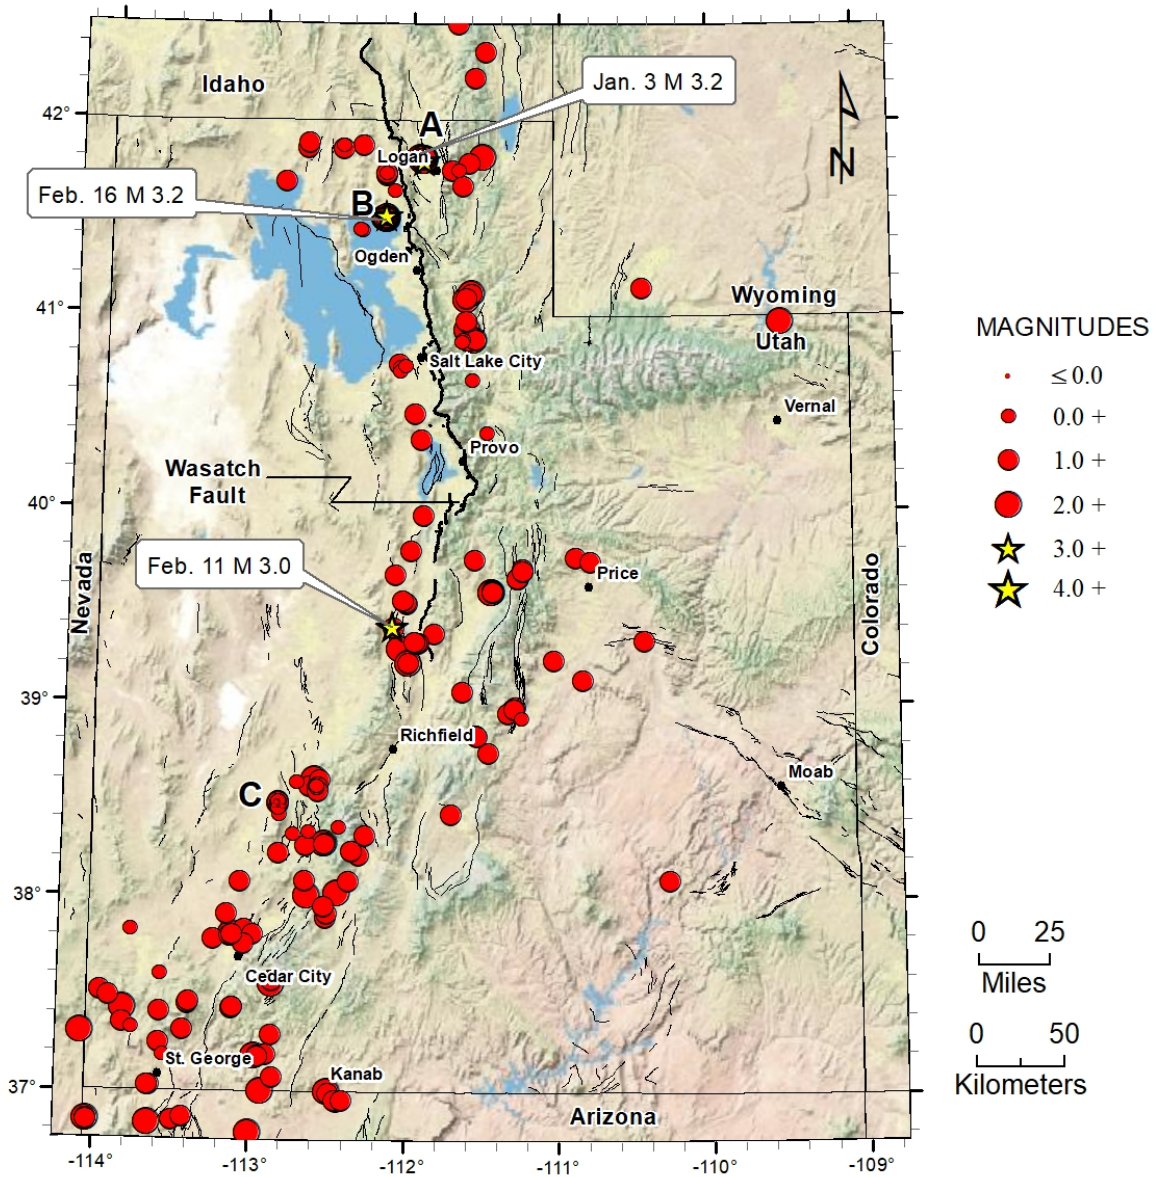 Idaho
Jan. 3 M 3.2
42°
A
Logan
N
Feb. 16 M 3.2
B
Ogden
41°
Wyoming
Utah
Salt Lake City
Vernal
Provo
Wasatch
Fault
40°
Feb. 11 M 3.0
Price
Nevada
Colorado
39°
Richfield
Moab
C
38°
Cedar City
St. George
Kanab
37°
Arizona
-114°
-113°
-112°
-111°
-110°
-109°
MAGNITUDES
≤ 0.0
0.0 +
1.0 +
2.0 +
3.0 +
4.0 +
0 25
Miles
0 50
Kilometers